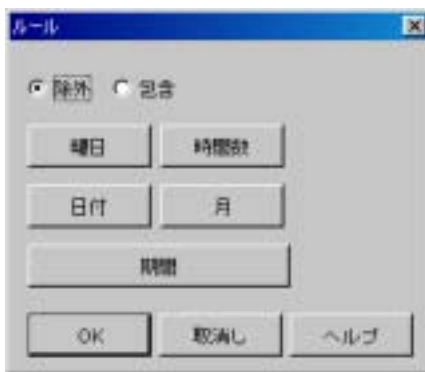 ルール
除外 包含
曜日 時間数
日付 月
期間
OK 取消し ヘルプ